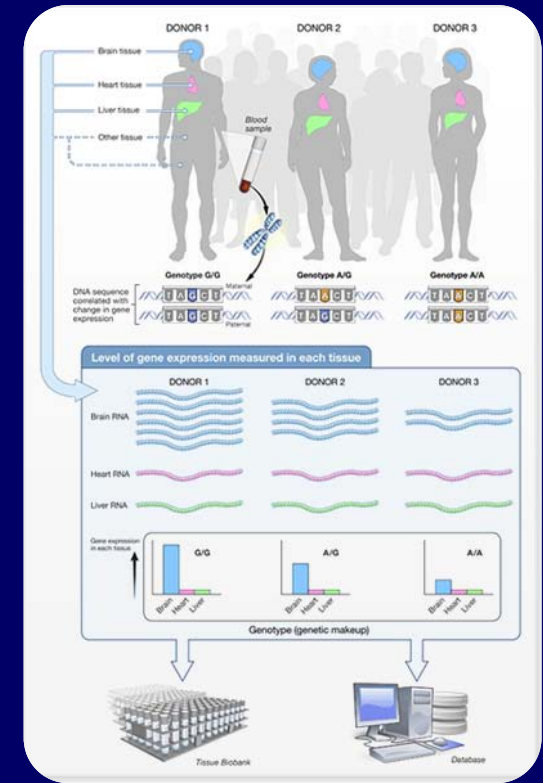 DONOR 1
DONOR 2
DONOR 3
Brain tissue
Heart tissue
Liver tissue
Other tissue
Blood
sample
Genotype G/G
Genotype A/G
Genotype A/A
DNA sequence
correlated with
change in gene
expression
Maternal
T A G C T
T A A C T
T A A C T
T A G C T
T A G C T
T A A C T
Paternal
Level of gene expression measured in each tissue
DONOR 1
DONOR 2
DONOR 3
Brain RNA
Heart RNA
Liver RNA
Gene expression
in each tissue
G/G
A/G
A/A
Brain
Heart
Liver
Brain
Heart
Liver
Brain
Heart
Liver
Genotype (genetic makeup)
Tissue Biobank
Database